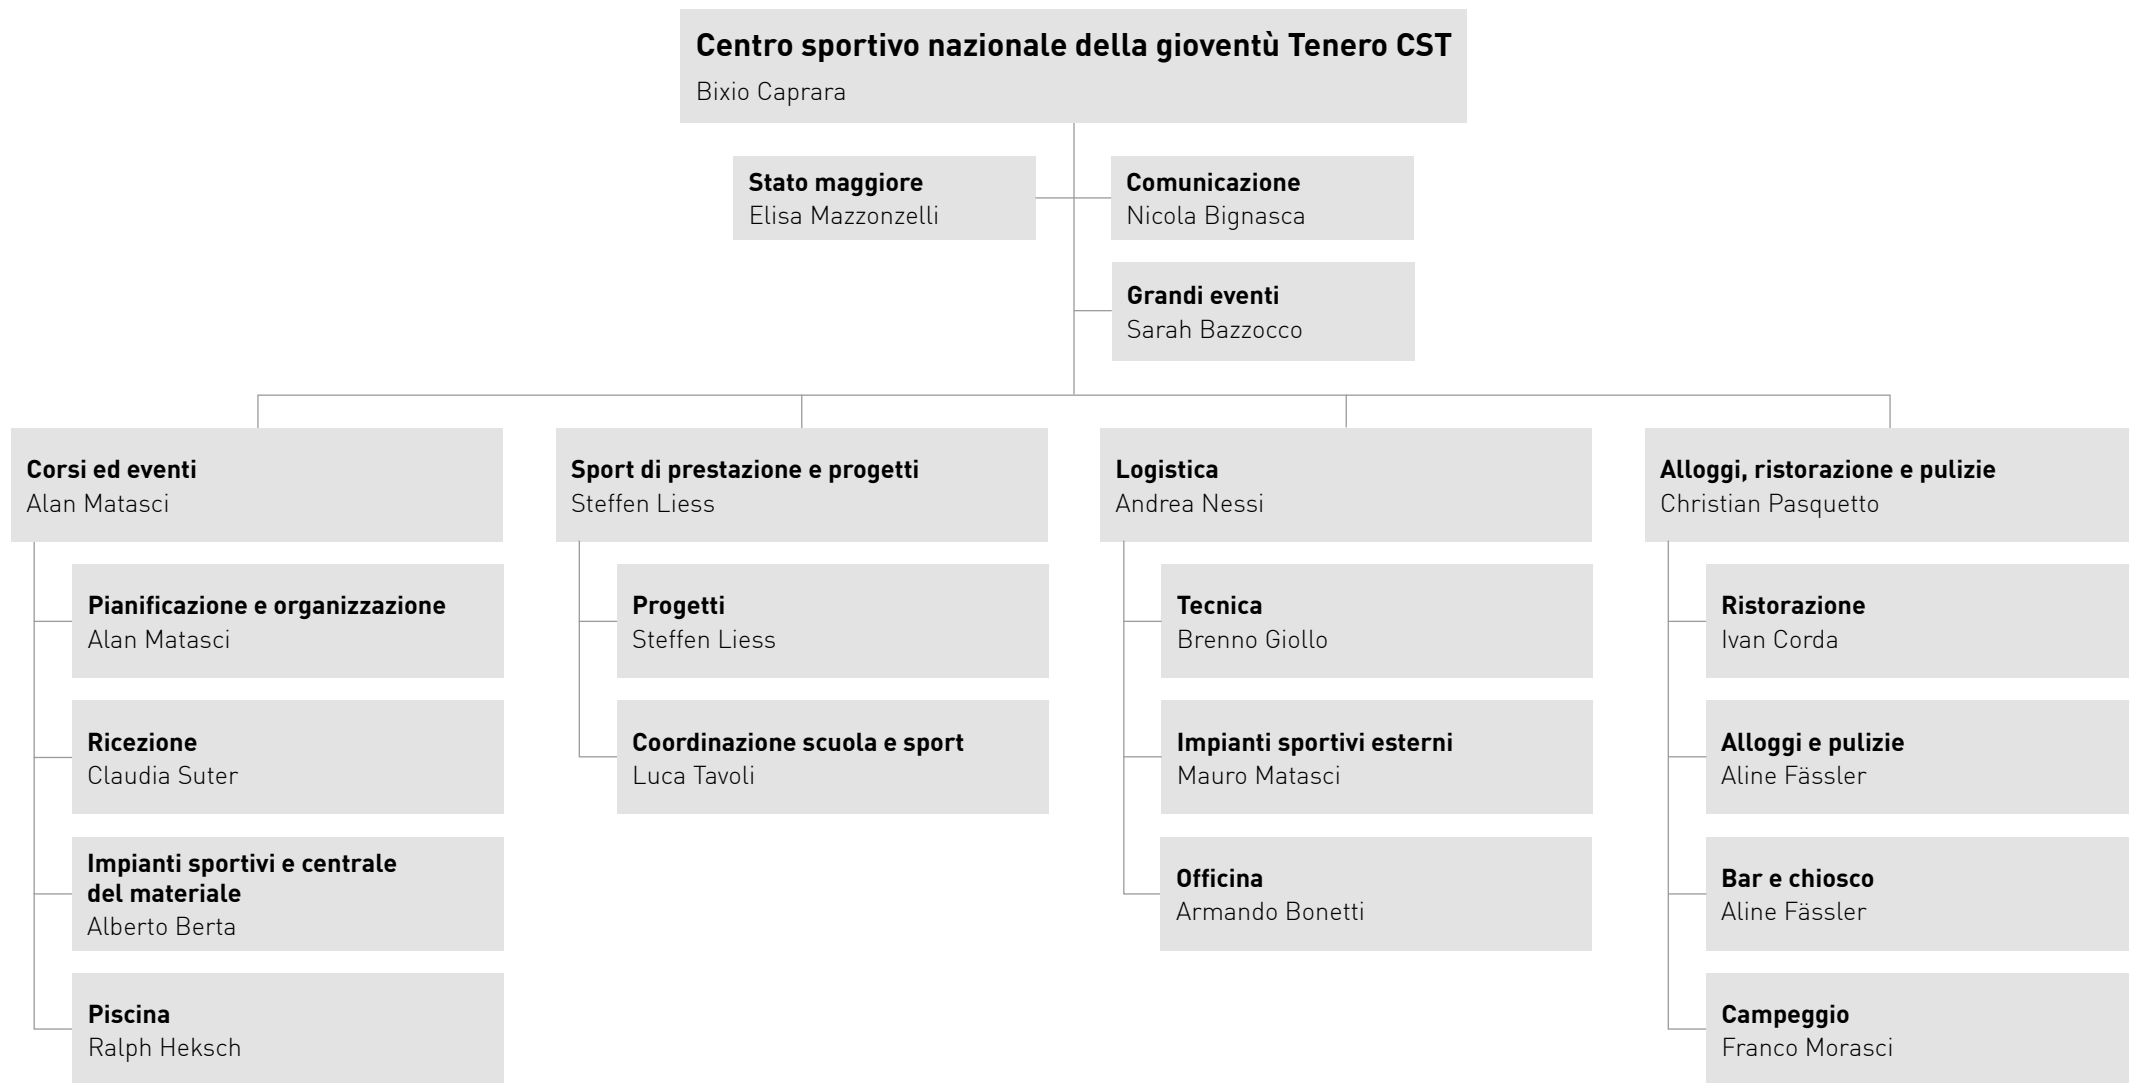 Centro sportivo nazionale della gioventù Tenero CST
Bixio Caprara
Stato maggiore
Elisa Mazzonzelli
Comunicazione
Nicola Bignasca
Grandi eventi
Sarah Bazzocco
Corsi ed eventi
Alan Matasci
Pianificazione e organizzazione
Alan Matasci
Ricezione
Claudia Suter
Impianti sportivi e centrale
del materiale
Alberto Berta
Piscina
Ralph Heksch
Sport di prestazione e progetti
Steffen Liess
Progetti
Steffen Liess
Coordinazione scuola e sport
Luca Tavoli
Logistica
Andrea Nessi
Tecnica
Brenno Giollo
Impianti sportivi esterni
Mauro Matasci
Officina
Armando Bonetti
Alloggi, ristorazione e pulizie
Christian Pasquetto
Ristorazione
Ivan Corda
Alloggi e pulizie
Aline Fässler
Bar e chiosco
Aline Fässler
Campeggio
Franco Morasci